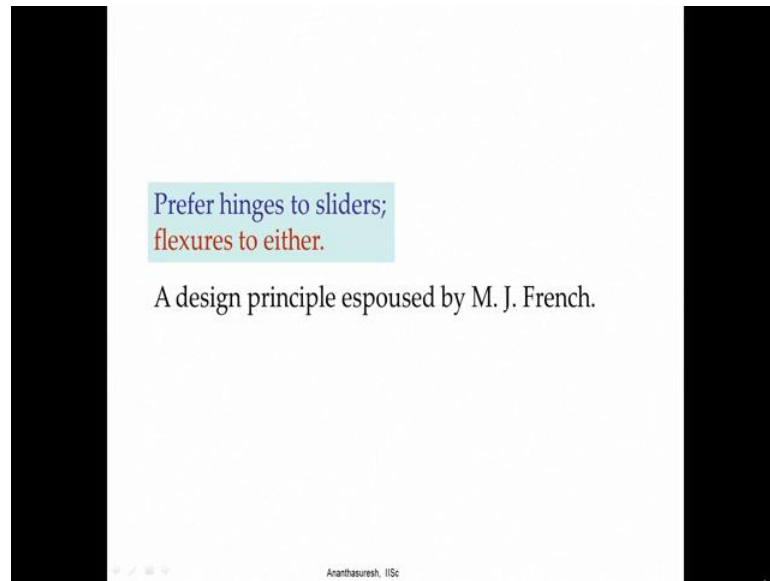 Prefer hinges to sliders;
flexures to either.
A design principle espoused by M. J. French.
Ananthasuresh, IISc